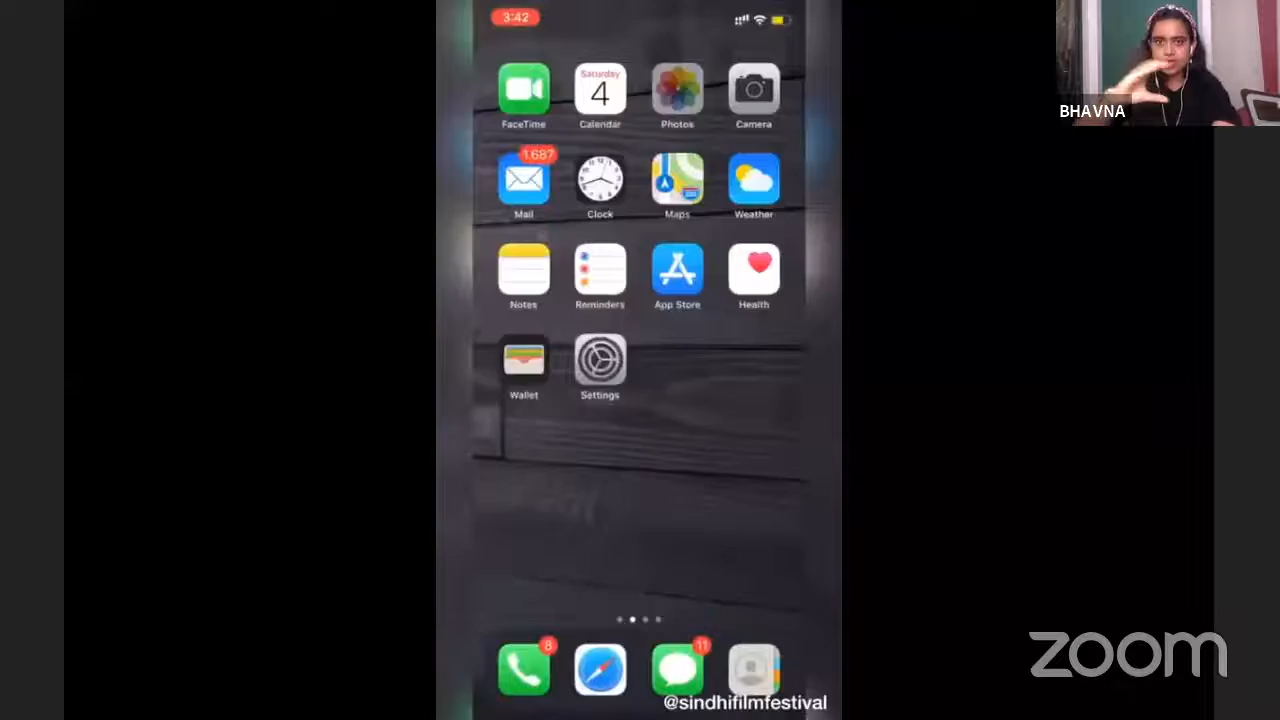 3:42
BHAVNA
Saturday
4
FaceTime
Calendar
Photos
Camera
1,687
Mail
Clock
Maps
Weather
Notes
Reminders
App Store
Health
Wallet
Settings
8
11
zoom
@sindhifilmfestival